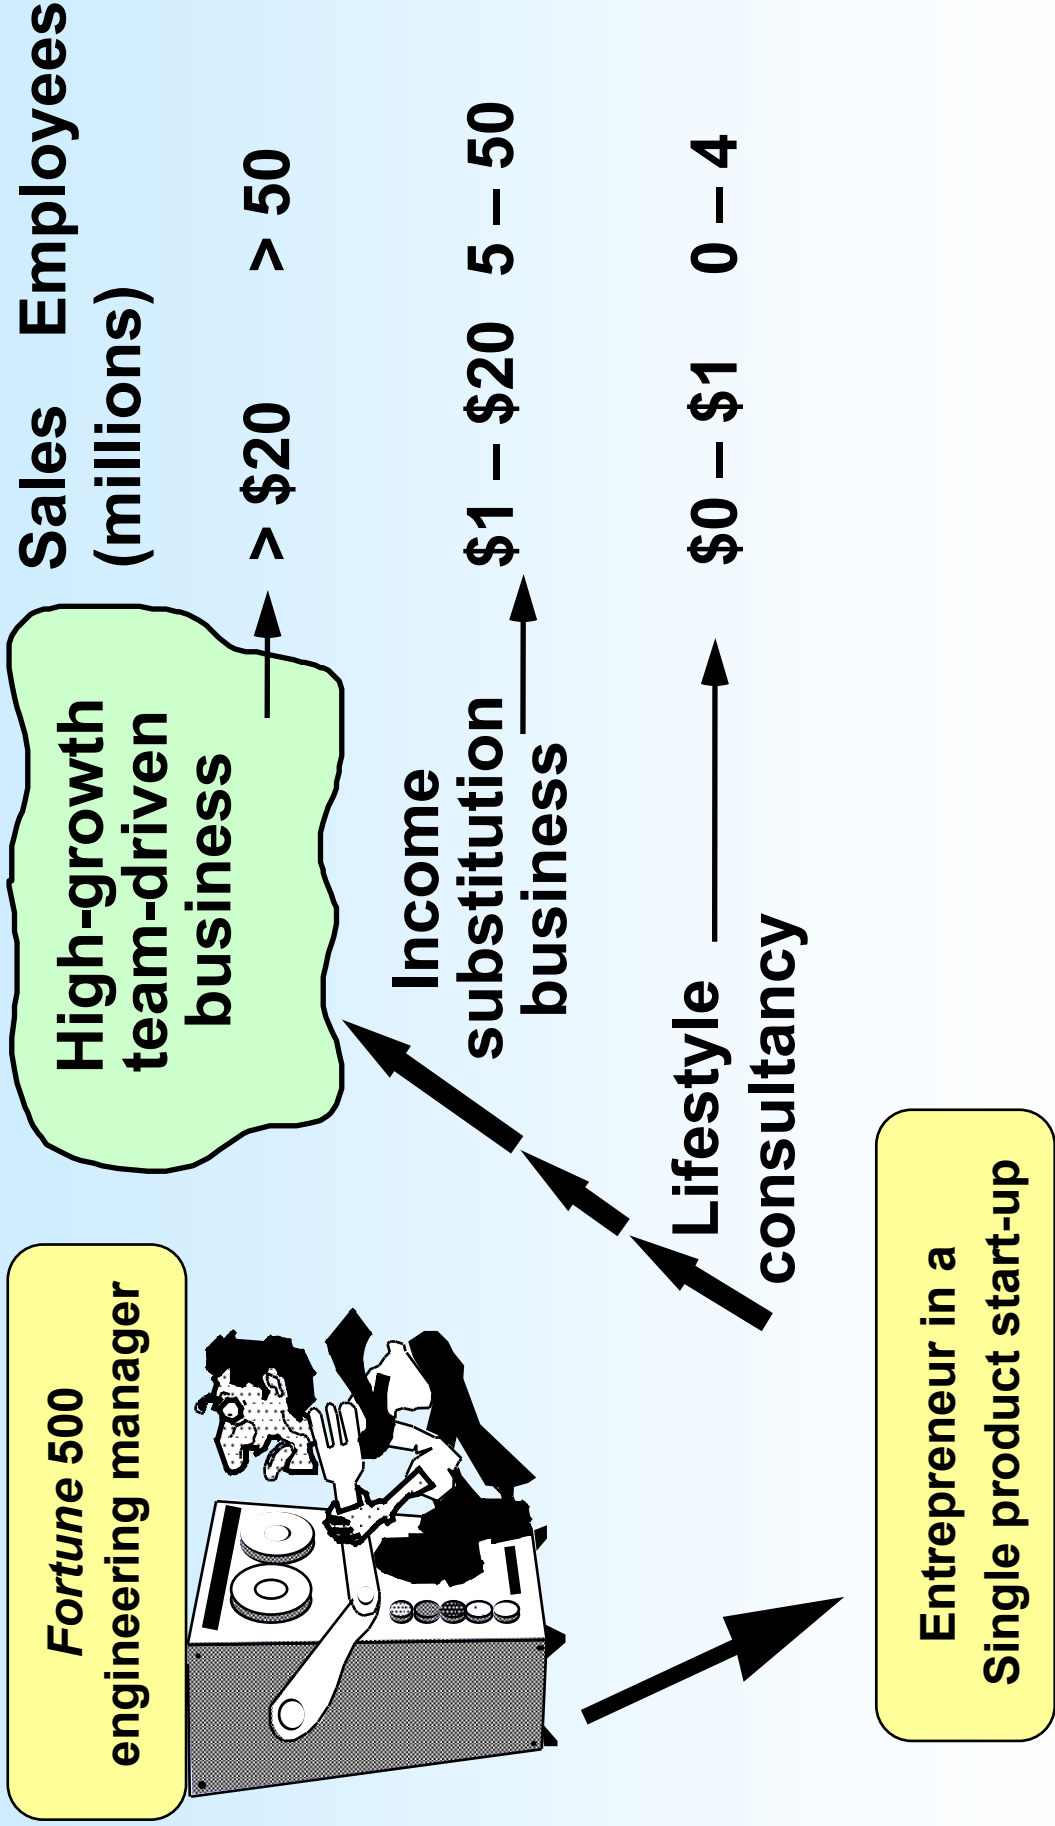 Fortune 500
engineering manager
High-growth
team-driven
business
Sales Employees
(millions)
> $20 > 50
Income
substitution
business
$1 – $20 5 – 50
Lifestyle
consultancy
$0 – $1 0 – 4
Entrepreneur in a
Single product start-up